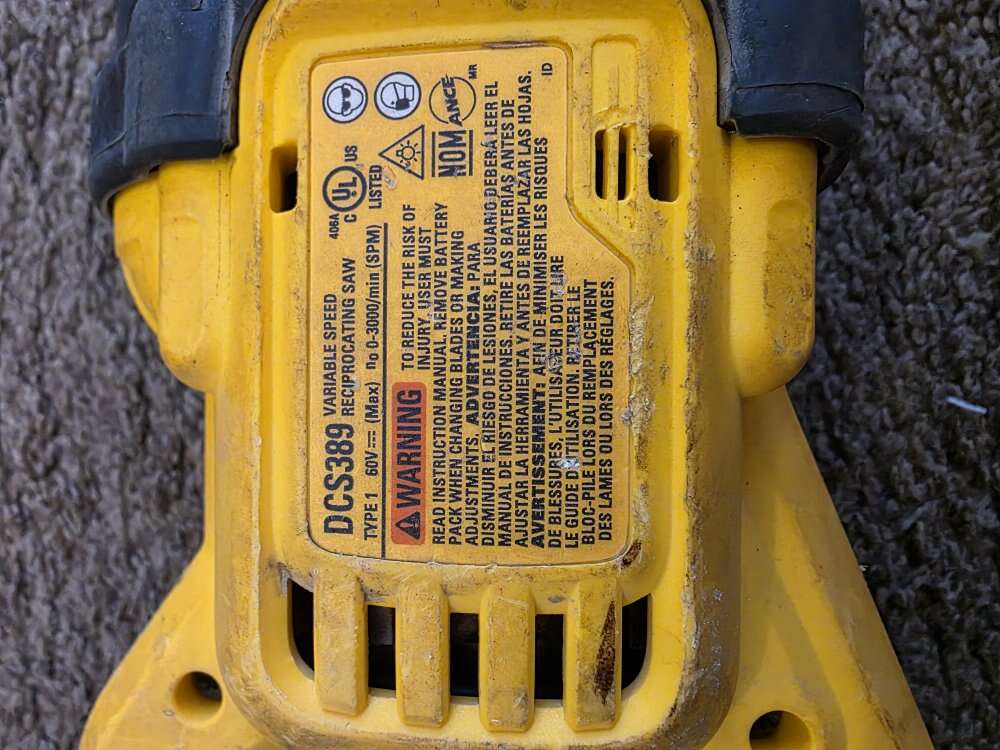 DCS389 VARIABLE SPEED
RECIPROCATING SAW
TYPE 1 60V (Max) no 0-3000/min (SPM)
406A
C UL US
LISTED
NOM
ANCE
MR
WARNING
TO REDUCE THE RISK OF
INJURY, USER MUST
READ INSTRUCTION MANUAL. REMOVE BATTERY
PACK WHEN CHANGING BLADES OR MAKING
ADJUSTMENTS. ADVERTENCIA: PARA
DISMINUIR EL RIESGO DE LESIONES, EL USUARIO DEBERÁ LEER EL
MANUAL DE INSTRUCCIONES. RETIRE LAS BATERÍAS ANTES DE
AJUSTAR LA HERRAMIENTA Y ANTES DE REEMPLAZAR LAS HOJAS.
AVERTISSEMENT: AFIN DE MINIMISER LES RISQUES
DE BLESSURES, L'UTILISATEUR DOIT LIRE
LE GUIDE D'UTILISATION. RETIRER LE
BLOC-PILE LORS DU REMPLACEMENT
DES LAMES OU LORS DES RÉGLAGES.
ID